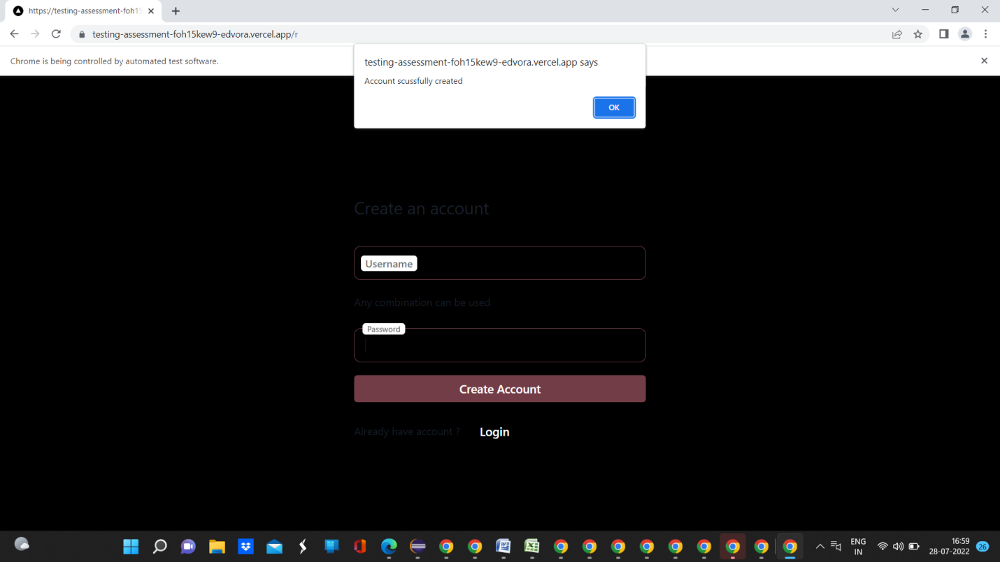 https://testing-assessment-foh15
testing-assessment-foh15kew9-edvora.vercel.app/r
Chrome is being controlled by automated test software.
testing-assessment-foh15kew9-edvora.vercel.app says
Account scussfully created
OK
Create an account
Username
Any combination can be used
Password
Create Account
Already have account ? Login
ENG
IN
16:59
28-07-2022
26